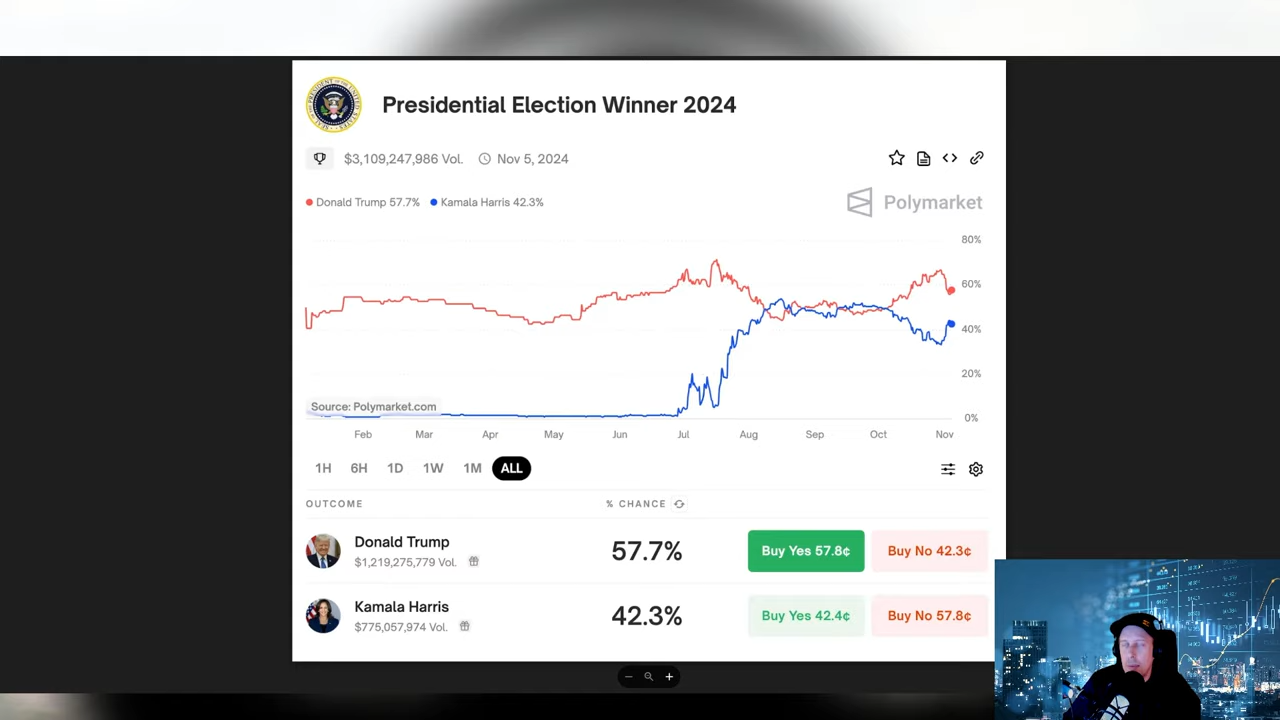 Presidential Election Winner 2024
$3,109,247,986 Vol. Nov 5, 2024
Donald Trump 57.7% Kamala Harris 42.3%
Polymarket
80%
60%
40%
20%
0%
Source: Polymarket.com
Feb Mar Apr May Jun Jul Aug Sep Oct Nov
1H 6H 1D 1W 1M ALL
OUTCOME % CHANCE
Donald Trump
$1,219,275,779 Vol.
57.7%
Buy Yes 57.8¢ Buy No 42.3¢
Kamala Harris
$775,057,974 Vol.
42.3%
Buy Yes 42.4¢ Buy No 57.8¢